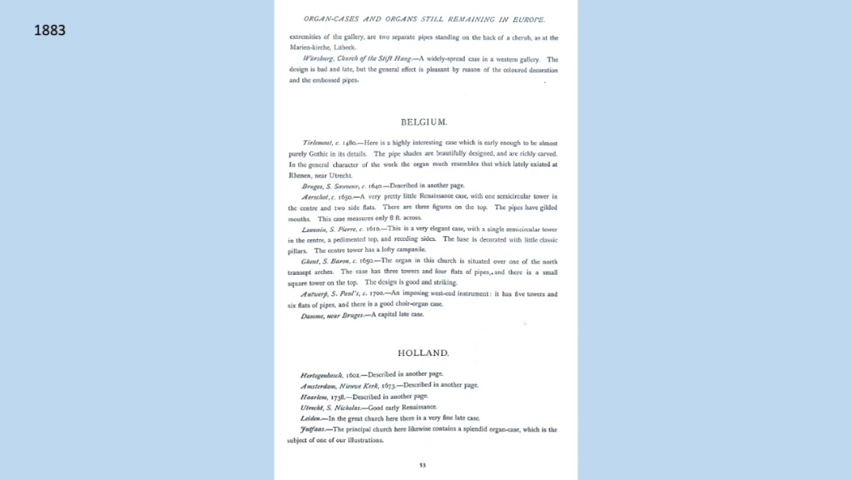 1883
ORGAN-CASES AND ORGANS STILL REMAINING IN EUROPE.
extremities of the gallery, are two separate pipes standing on the back of a cherub, as at the
Marien-kirche, Lübeck.
Würzburg, Church of the Stift Haug.—A widely-spread case in a western gallery. The
design is bad and late, but the general effect is pleasant by reason of the coloured decoration
and the embossed pipes.
BELGIUM.
Tirlemont, c. 1480.—Here is a highly interesting case which is early enough to be almost
purely Gothic in its details. The pipe shades are beautifully designed, and are richly carved.
In the general character of the work the organ much resembles that which lately existed at
Rhenen, near Utrecht.
Bruges, S. Sauveur, c. 1640.—Described in another page.
Aerschot, c. 1650.—A very pretty little Renaissance case, with one semicircular tower in
the centre and two side flats. There are three figures on the top. The pipes have gilded
mouths. This case measures only 8 ft. across.
Louvain, S. Pierre, c. 1610.—This is a very elegant case, with a single semicircular tower
in the centre, a pedimented top, and receding sides. The base is decorated with little classic
pillars. The centre tower has a lofty campanile.
Ghent, S. Bavon, c. 1650.—The organ in this church is situated over one of the north
transept arches. The case has three towers and four flats of pipes, and there is a small
square tower on the top. The design is good and striking.
Antwerp, S. Paul's, c. 1700.—An imposing west-end instrument: it has five towers and
six flats of pipes, and there is a good choir-organ case.
Damme, near Bruges.—A capital late case.
HOLLAND.
Hertogenbosch, 1602.—Described in another page.
Amsterdam, Nieuwe Kerk, 1673.—Described in another page.
Haarlem, 1738.—Described in another page.
Utrecht, S. Nicholas.—Good early Renaissance.
Leiden.—In the great church here there is a very fine late case.
Jutfaas.—The principal church here likewise contains a splendid organ-case, which is the
subject of one of our illustrations.
93